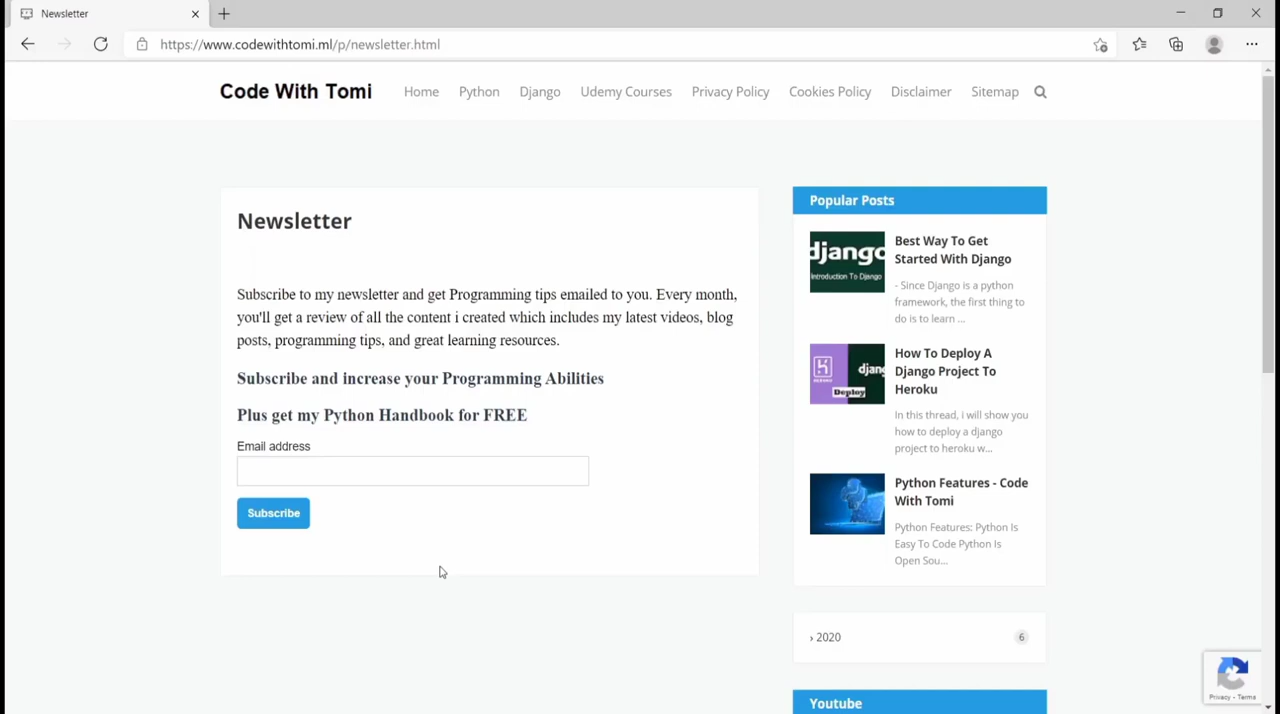 Newsletter
https://www.codewithtomi.ml/p/newsletter.html
Code With Tomi
Home
Python
Django
Udemy Courses
Privacy Policy
Cookies Policy
Disclaimer
Sitemap
Newsletter
Subscribe to my newsletter and get Programming tips emailed to you. Every month,
you'll get a review of all the content i created which includes my latest videos, blog
posts, programming tips, and great learning resources.
Subscribe and increase your Programming Abilities
Plus get my Python Handbook for FREE
Email address
Subscribe
Popular Posts
django
Introduction To Django
Best Way To Get
Started With Django
- Since Django is a python
framework, the first thing to
do is to learn ...
django
Deploy
How To Deploy A
Django Project To
Heroku
In this thread, i will show you
how to deploy a django
project to heroku w...
Python Features - Code
With Tomi
Python Features: Python Is
Easy To Code Python Is
Open Sou...
› 2020
6
Youtube
Privacy - Terms